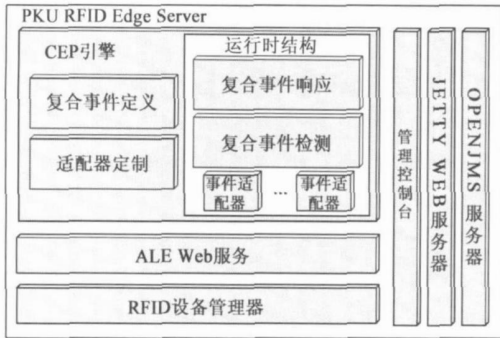 PKU RFID Edge Server
CEP引擎
复合事件定义
适配器定制
运行时结构
复合事件响应
复合事件检测
事件适
配器
...
事件适
配器
ALE Web服务
RFID设备管理器
管理控制台
JETTY WEB服务器
OPENJMS 服务器